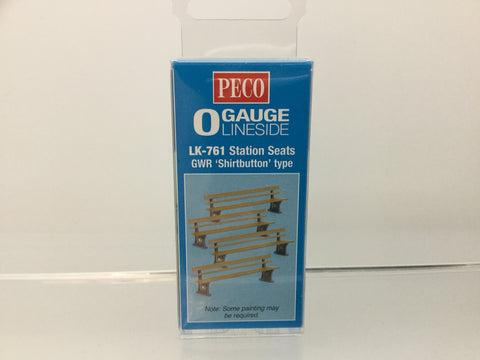 PECO
O GAUGE
LINESIDE
LK-761 Station Seats
GWR ‘Shirtbutton’ type
Note: Some painting may
be required.